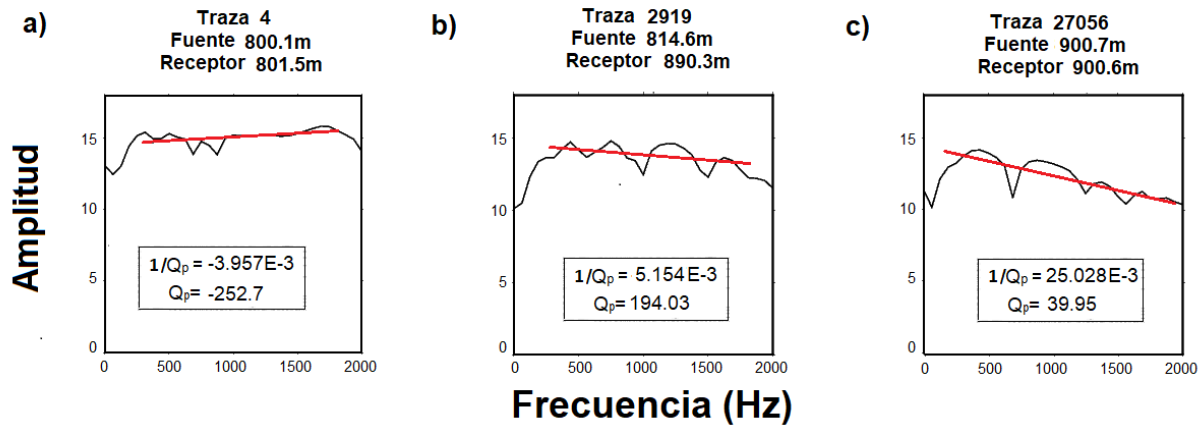 a)
Traza 4
Fuente 800.1m
Receptor 801.5m
15
10
5
0
1/Qp = -3.957E-3
Qp= -252.7
0 500 1000 1500 2000
b)
Traza 2919
Fuente 814.6m
Receptor 890.3m
15
10
5
0
1/Qp = 5.154E-3
Qp= 194.03
0 500 1000 1500 2000
c)
Traza 27056
Fuente 900.7m
Receptor 900.6m
15
10
5
0
1/Qp = 25.028E-3
Qp = 39.95
0 500 1000 1500 2000
Amplitud
Frecuencia (Hz)